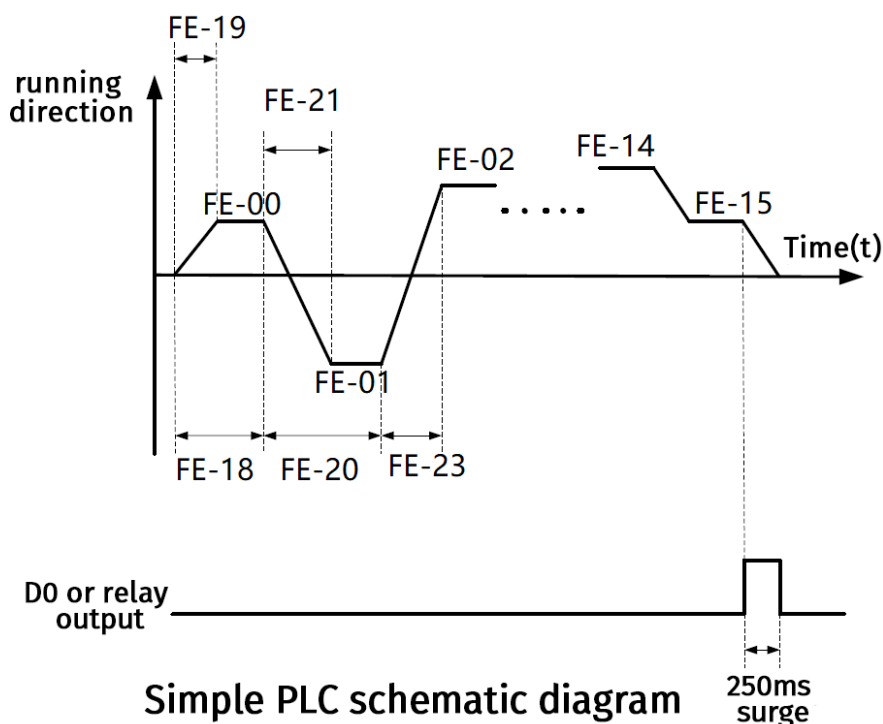 FE-19
running
direction
FE-21
FE-02
FE-14
FE-00
FE-15
Time(t)
FE-01
FE-18
FE-20
FE-23
D0 or relay
output
250ms
surge
Simple PLC schematic diagram